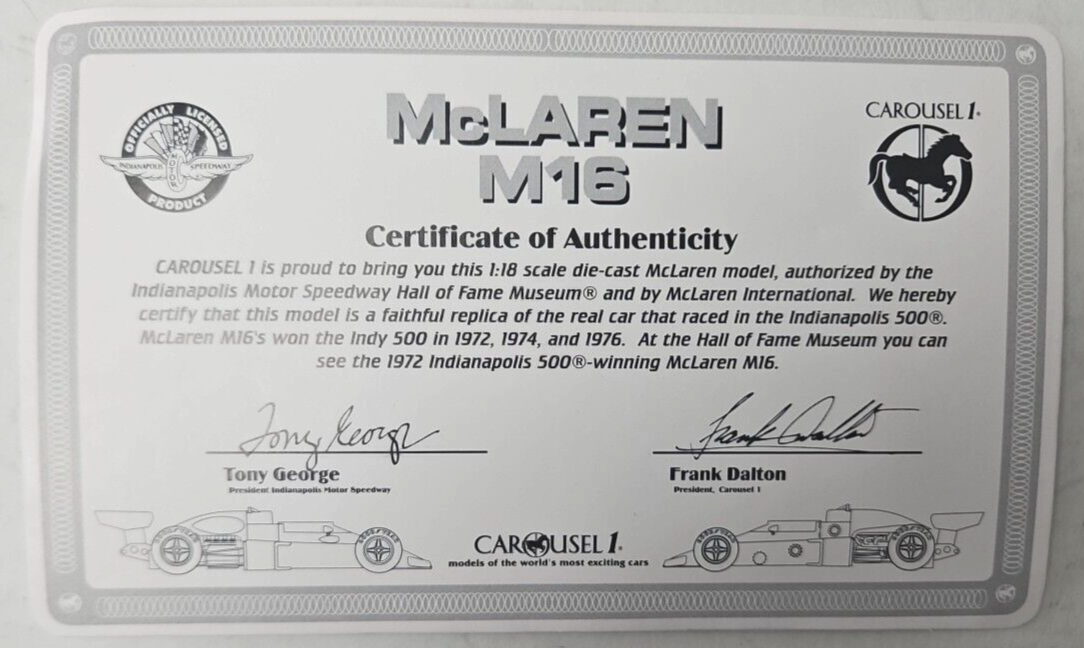 OFFICIALLY LICENSED
INDIANAPOLIS MOTOR SPEEDWAY
PRODUCT
McLAREN
M16
CAROUSEL 1®
Certificate of Authenticity
CAROUSEL 1 is proud to bring you this 1:18 scale die-cast McLaren model, authorized by the
Indianapolis Motor Speedway Hall of Fame Museum® and by McLaren International. We hereby
certify that this model is a faithful replica of the real car that raced in the Indianapolis 500®.
McLaren M16's won the Indy 500 in 1972, 1974, and 1976. At the Hall of Fame Museum you can
see the 1972 Indianapolis 500®-winning McLaren M16.
Tony George
Frank Dalton
Tony George
Frank Dalton
President Indianapolis Motor Speedway
President, Carousel 1
CAROUSEL 1®
models of the world's most exciting cars